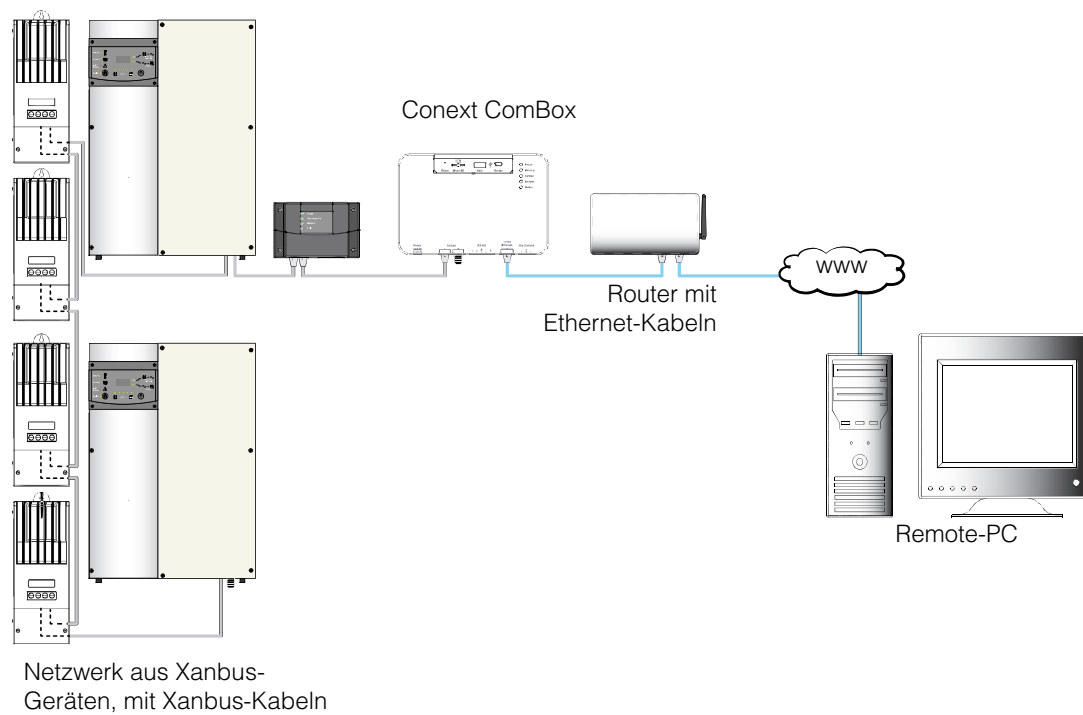 Conext ComBox
WWW
Router mit
Ethernet-Kabeln
Remote-PC
Netzwerk aus Xanbus-
Geräten, mit Xanbus-Kabeln